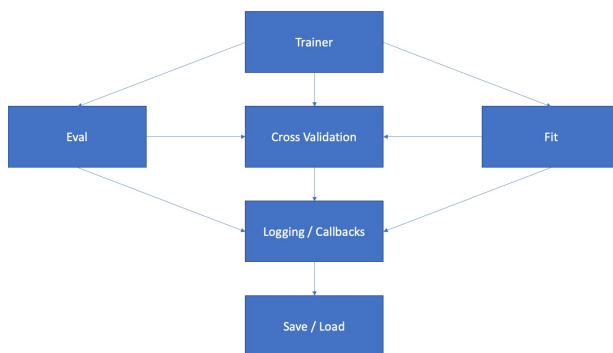 Trainer
Eval
Cross Validation
Fit
Logging / Callbacks
Save / Load